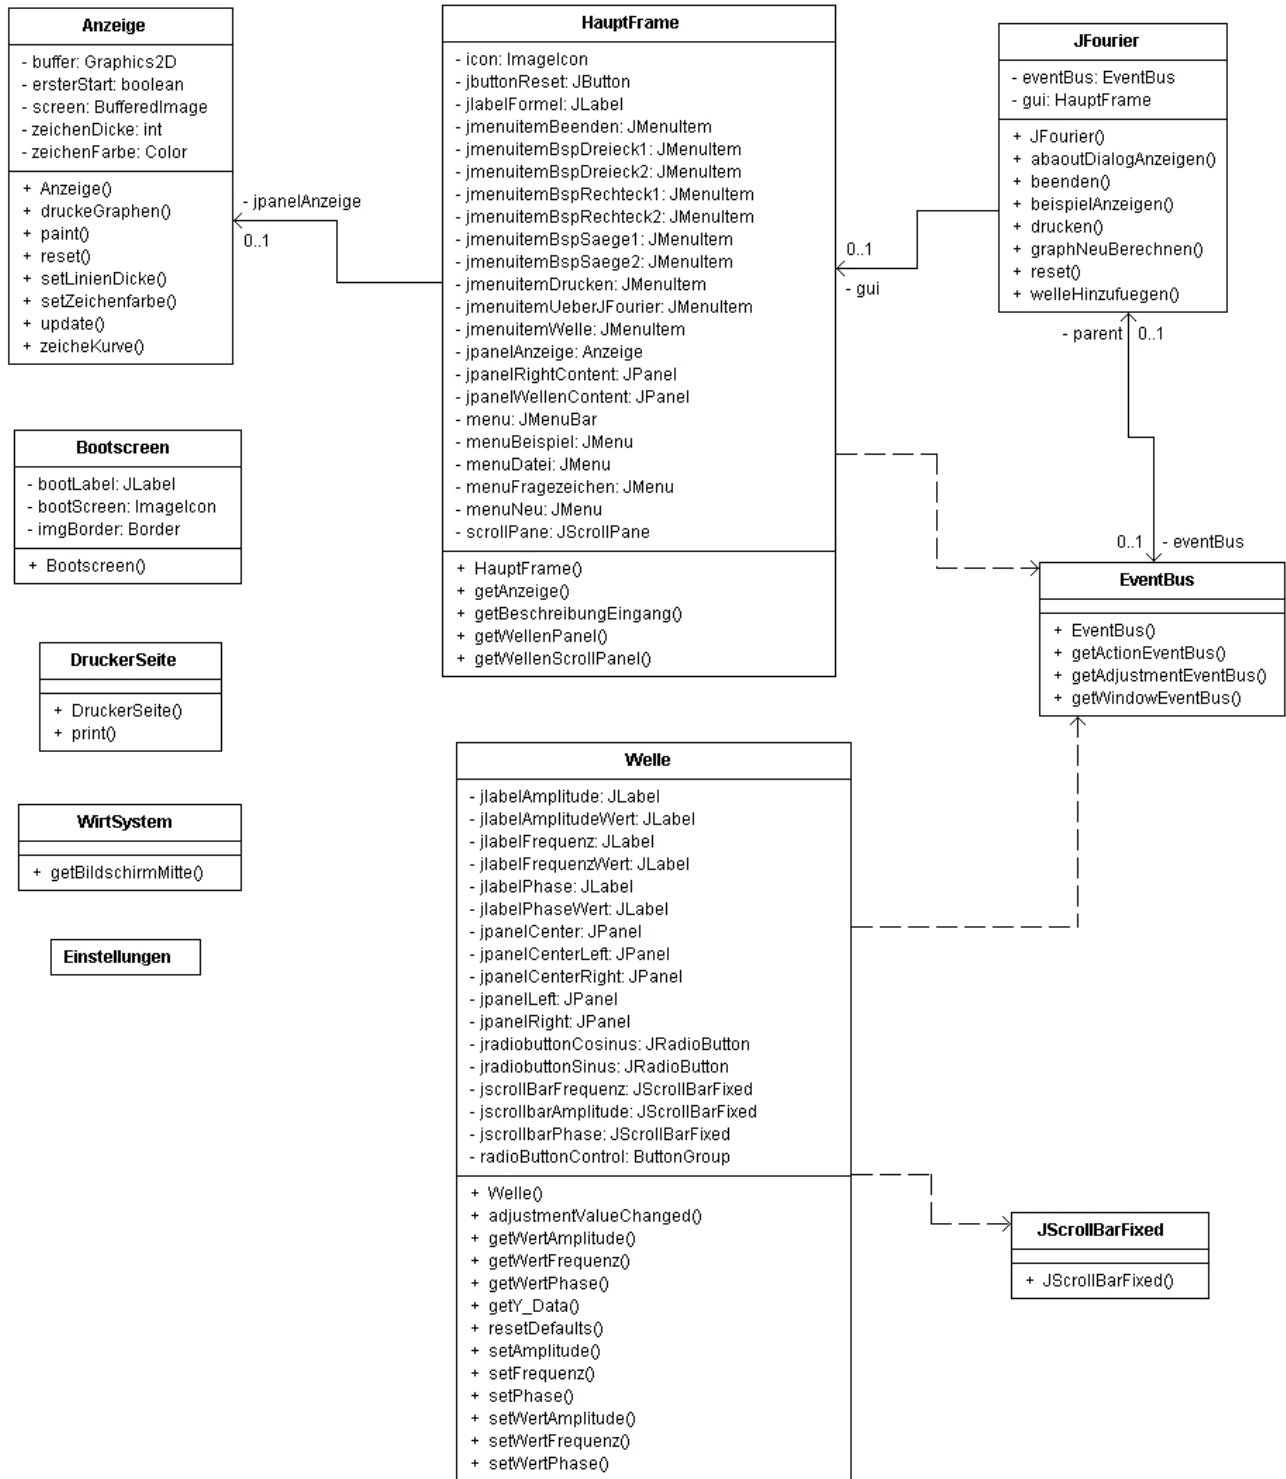 Anzeige
- buffer: Graphics2D
- ersterStart: boolean
- screen: BufferedImage
- zeichenDicke: int
- zeichenFarbe: Color
+ Anzeige()
+ druckeGraphen()
+ paint()
+ reset()
+ setLinienDicke()
+ setZeichenfarbe()
+ update()
+ zeicheKurve()
- jpanelAnzeige
0..1
HauptFrame
- icon: ImageIcon
- jbuttonReset: JButton
- jlabelFormel: JLabel
- jmenuitemBeenden: JMenuItem
- jmenuitemBspDreieck1: JMenuItem
- jmenuitemBspDreieck2: JMenuItem
- jmenuitemBspRechteck1: JMenuItem
- jmenuitemBspRechteck2: JMenuItem
- jmenuitemBspSaege1: JMenuItem
- jmenuitemBspSaege2: JMenuItem
- jmenuitemDrucken: JMenuItem
- jmenuitemUeberJFourier: JMenuItem
- jmenuitemWelle: JMenuItem
- jpanelAnzeige: Anzeige
- jpanelRightContent: JPanel
- jpanelWellenContent: JPanel
- menu: JMenuBar
- menuBeispiel: JMenu
- menuDatei: JMenu
- menuFragezeichen: JMenu
- menuNeu: JMenu
- scrollPane: JScrollPane
+ HauptFrame()
+ getAnzeige()
+ getBeschreibungEingang()
+ getWellenPanel()
+ getWellenScrollPanel()
0..1
- gui
JFourier
- eventBus: EventBus
- gui: HauptFrame
+ JFourier()
+ abaoutDialogAnzeigen()
+ beenden()
+ beispielAnzeigen()
+ drucken()
+ graphNeuBerechnen()
+ reset()
+ welleHinzufuegen()
- parent 0..1
0..1 - eventBus
EventBus
+ EventBus()
+ getActionEventBus()
+ getAdjustmentEventBus()
+ getWindowEventBus()
Bootscreen
- bootLabel: JLabel
- bootScreen: ImageIcon
- imgBorder: Border
+ Bootscreen()
DruckerSeite
+ DruckerSeite()
+ print()
WirtSystem
+ getBildschirmMitte()
Einstellungen
Welle
- jlabelAmplitude: JLabel
- jlabelAmplitudeWert: JLabel
- jlabelFrequenz: JLabel
- jlabelFrequenzWert: JLabel
- jlabelPhase: JLabel
- jlabelPhaseWert: JLabel
- jpanelCenter: JPanel
- jpanelCenterLeft: JPanel
- jpanelCenterRight: JPanel
- jpanelLeft: JPanel
- jpanelRight: JPanel
- jradiobuttonCosinus: JRadioButton
- jradiobuttonSinus: JRadioButton
- jscrollBarFrequenz: JScrollBarFixed
- jscrollbarAmplitude: JScrollBarFixed
- jscrollbarPhase: JScrollBarFixed
- radioButtonControl: ButtonGroup
+ Welle()
+ adjustmentValueChanged()
+ getWertAmplitude()
+ getWertFrequenz()
+ getWertPhase()
+ getY_Data()
+ resetDefaults()
+ setAmplitude()
+ setFrequenz()
+ setPhase()
+ setWertAmplitude()
+ setWertFrequenz()
+ setWertPhase()
JScrollBarFixed
+ JScrollBarFixed()